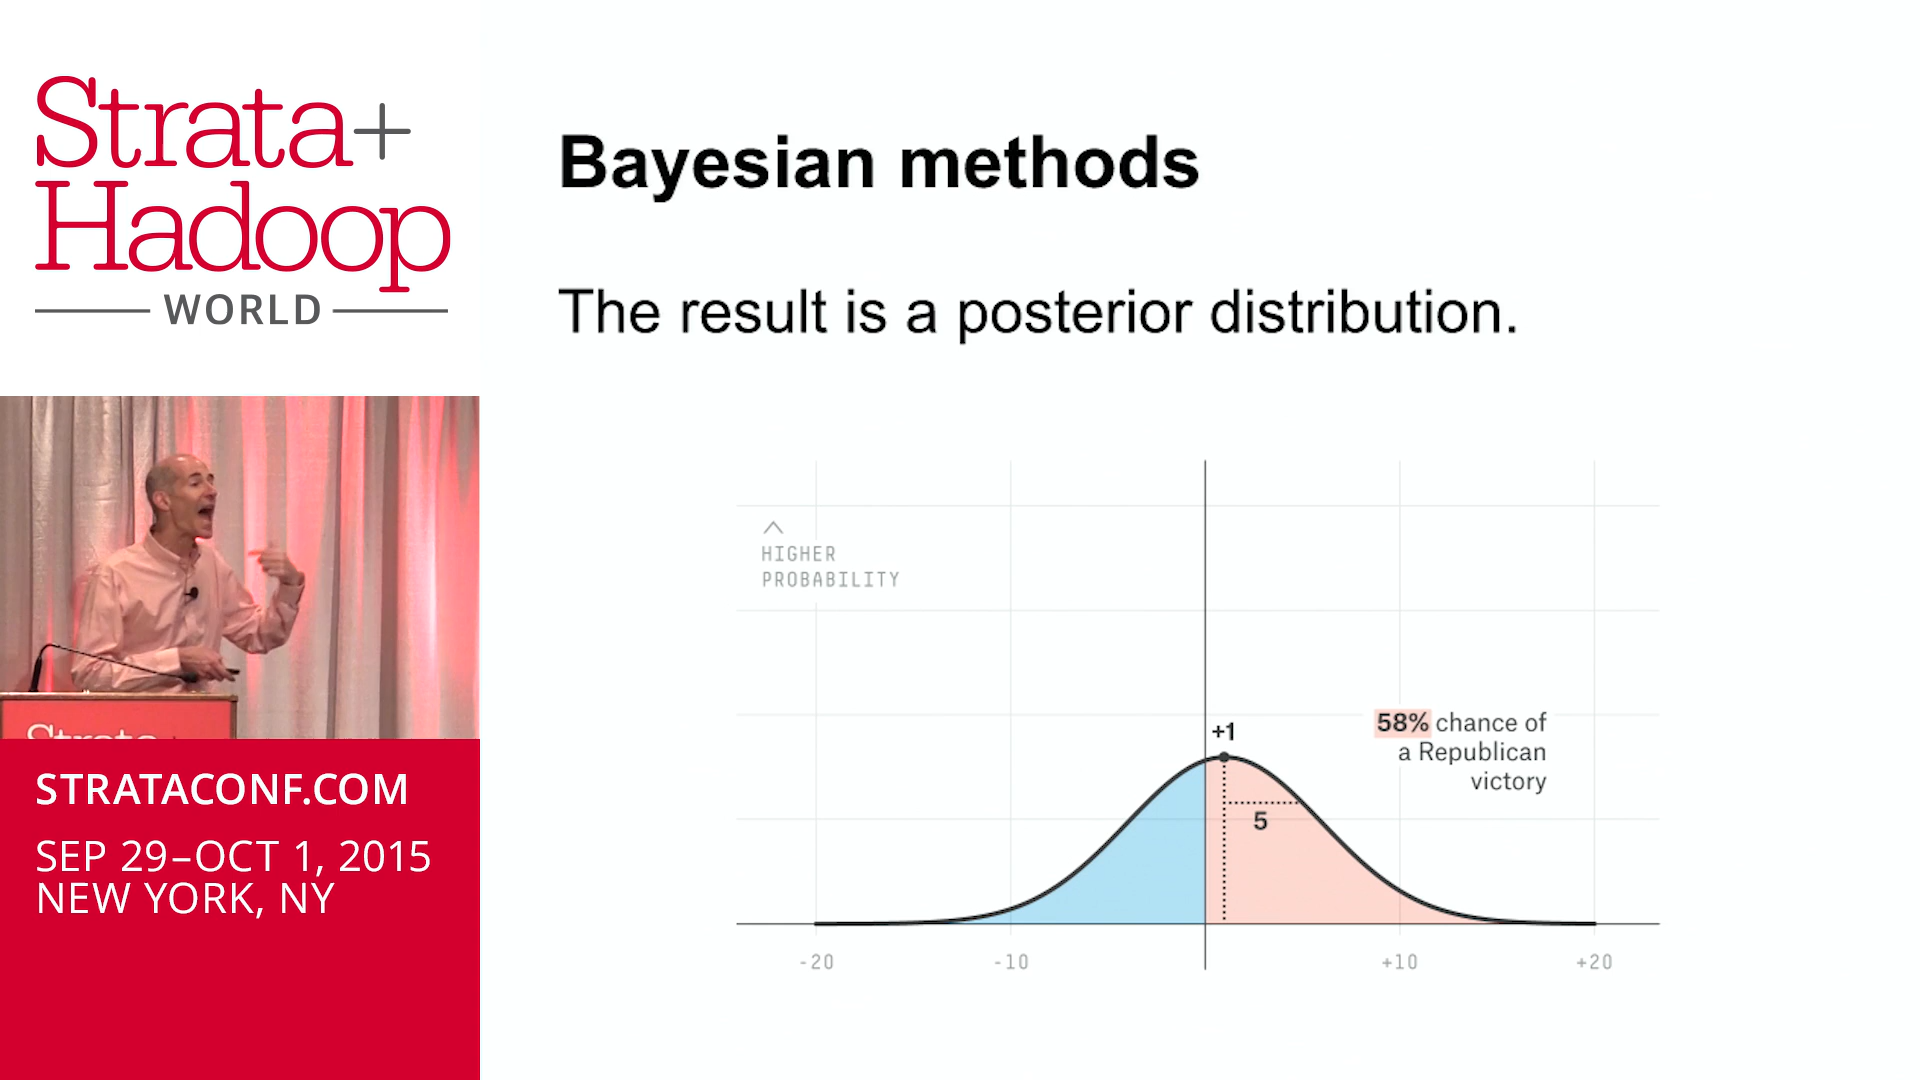 Strata+
Hadoop
WORLD
Strata+
STRATACONF.COM
SEP 29–OCT 1, 2015
NEW YORK, NY
Bayesian methods
The result is a posterior distribution.
HIGHER
PROBABILITY
+1
5
58% chance of
a Republican
victory
-20
-10
+10
+20